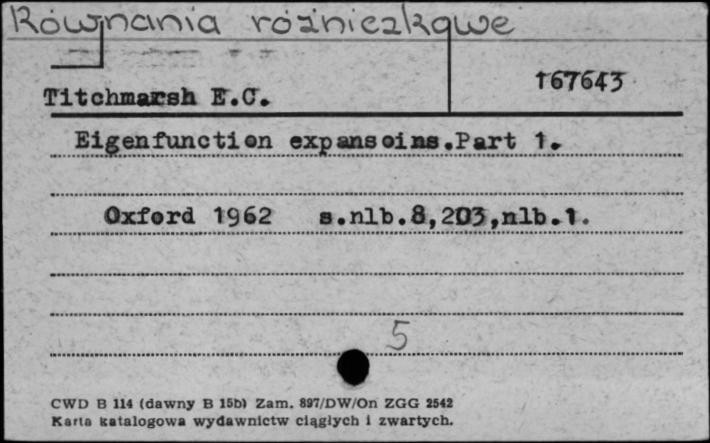 Równania różniczkowe
167643
Titchmarsh E.C.
Eigenfunction expansoins.Part 1.
Oxford 1962 s.nlb.8,203,nlb.1.
5
CWD B 114 (dawny B 15b) Zam. 897/DW/On ZGG 2542
Karta katalogowa wydawnictw ciągłych i zwartych.